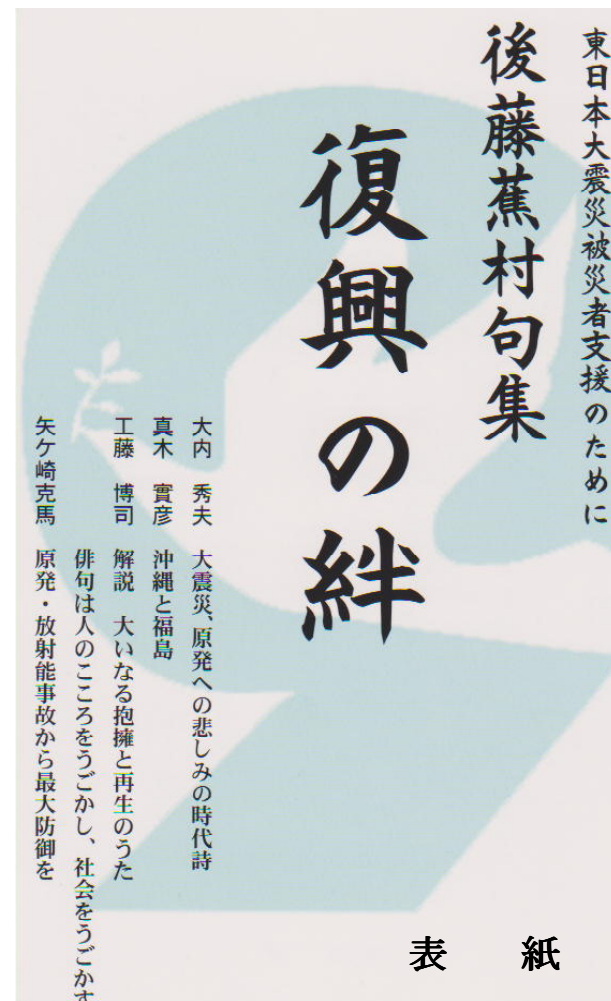 東日本大震災被災者支援のために
後藤蕉村句集
復興の絆
大内 秀夫 大震災、原発への悲しみの時代詩
真木 實彦 沖縄と福島
工藤 博司 解説 大いなる抱擁と再生のうた
俳句は人のこころをうごかし、社会をうごかす
矢ケ崎克馬 原発・放射能事故から最大防御を
表 紙